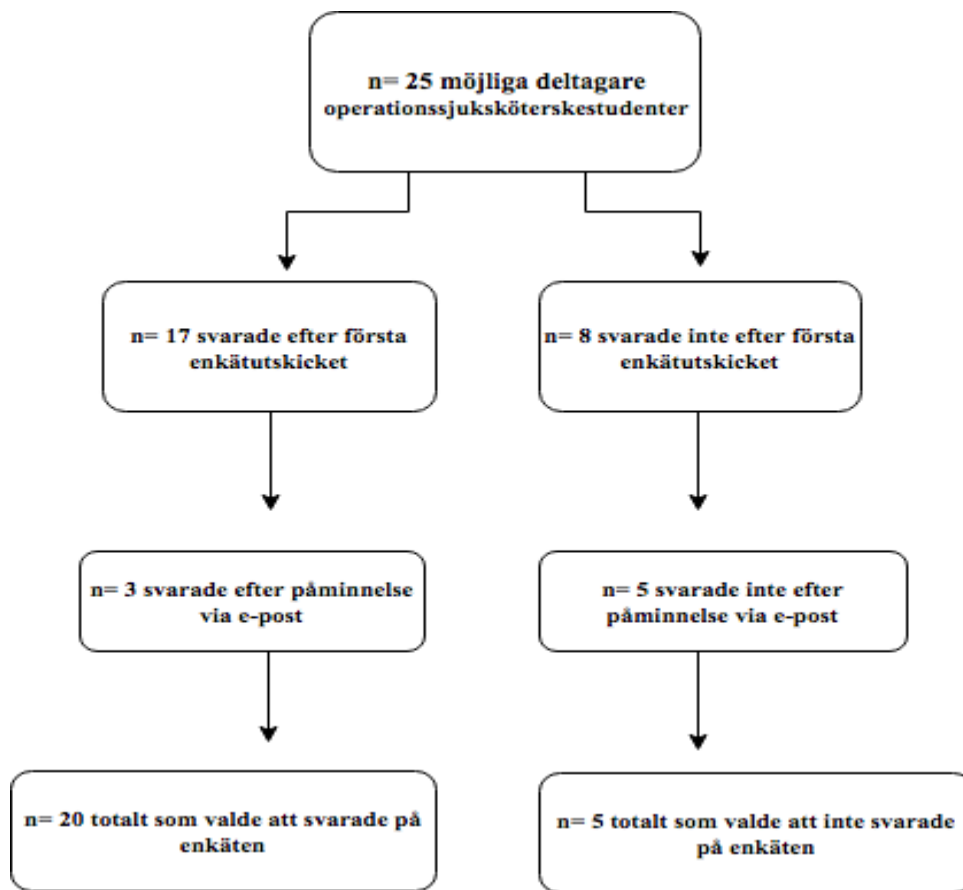 n= 25 möjliga deltagare
operationssjuksköterskestudenter
n= 17 svarade efter första
enkätutskicket
n= 8 svarade inte efter första
enkätutskicket
n= 3 svarade efter påminnelse
via e-post
n= 5 svarade inte efter
påminnelse via e-post
n= 20 totalt som valde att svarade på
enkäten
n= 5 totalt som valde att inte svarade
på enkäten